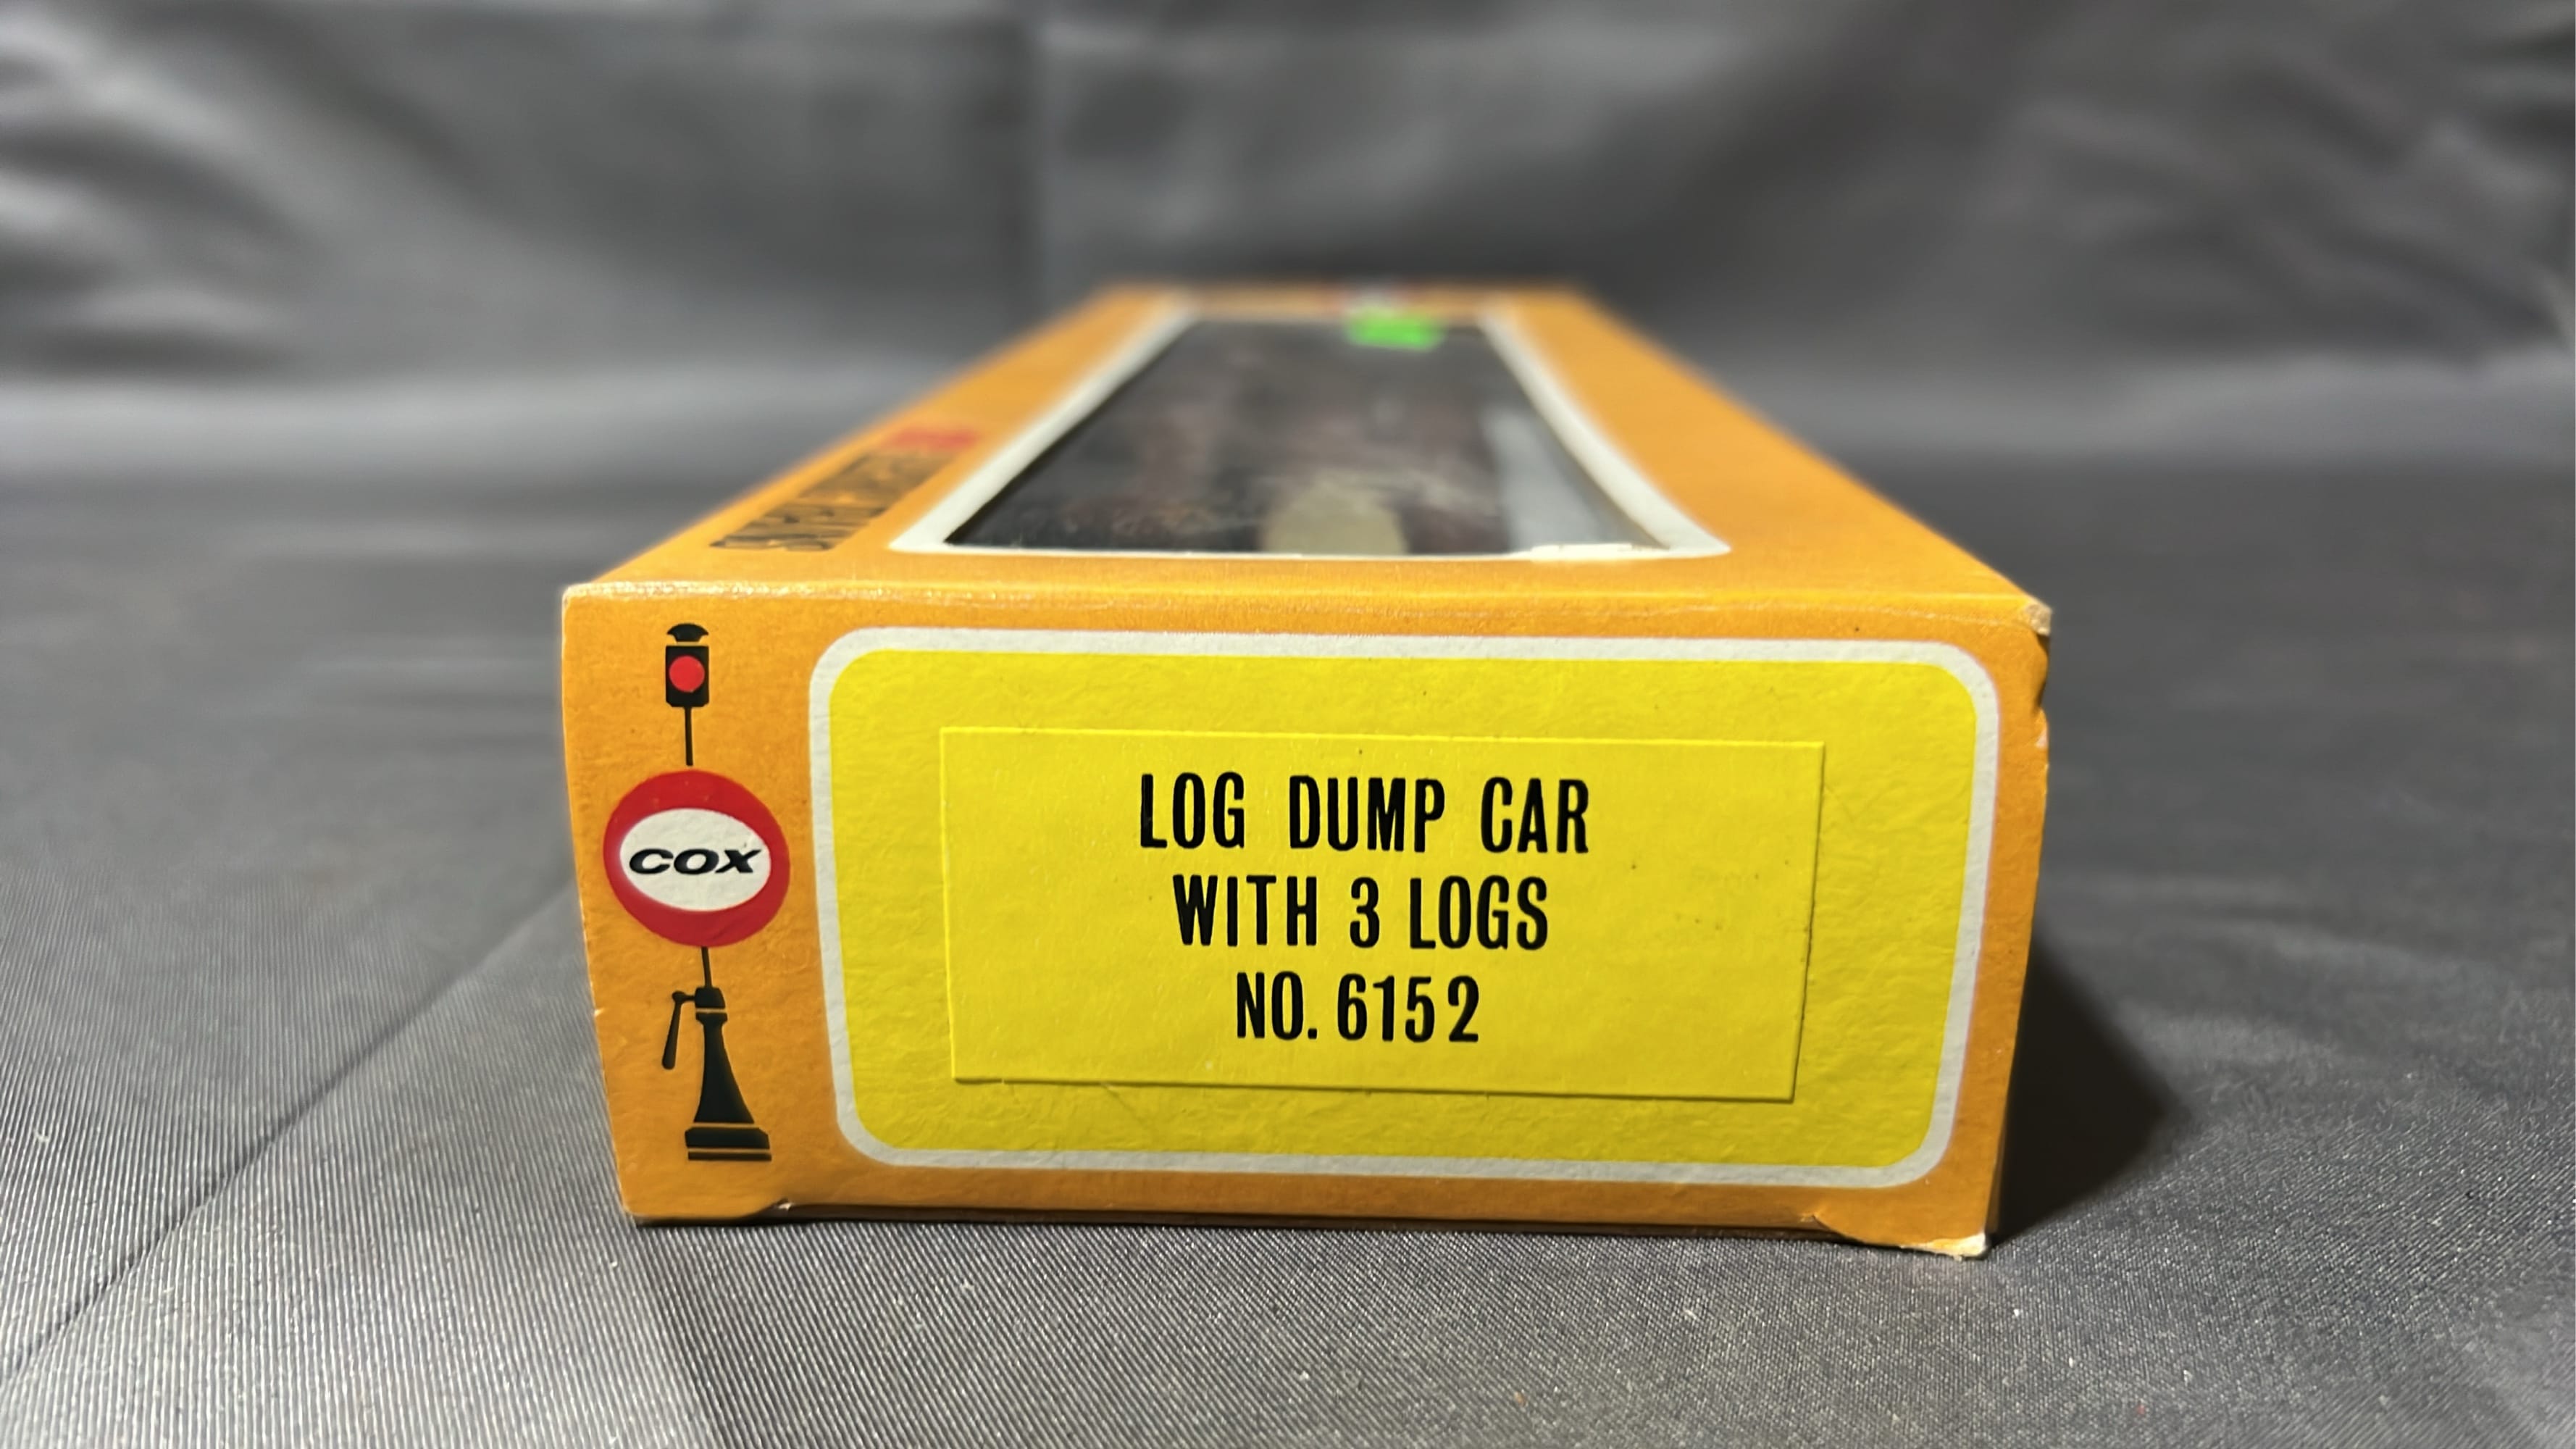 COX
LOG DUMP CAR
WITH 3 LOGS
NO. 6152